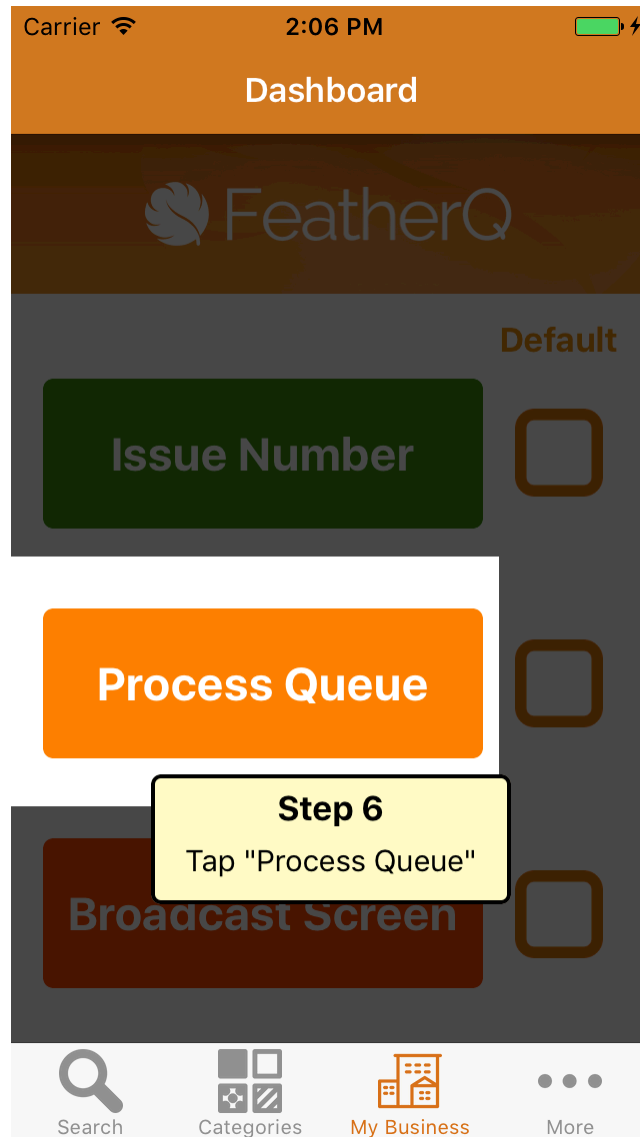 Carrier 2:06 PM
Dashboard
FeatherQ
Default
Issue Number
Process Queue
Step 6
Tap "Process Queue"
Broadcast Screen
Search Categories My Business More